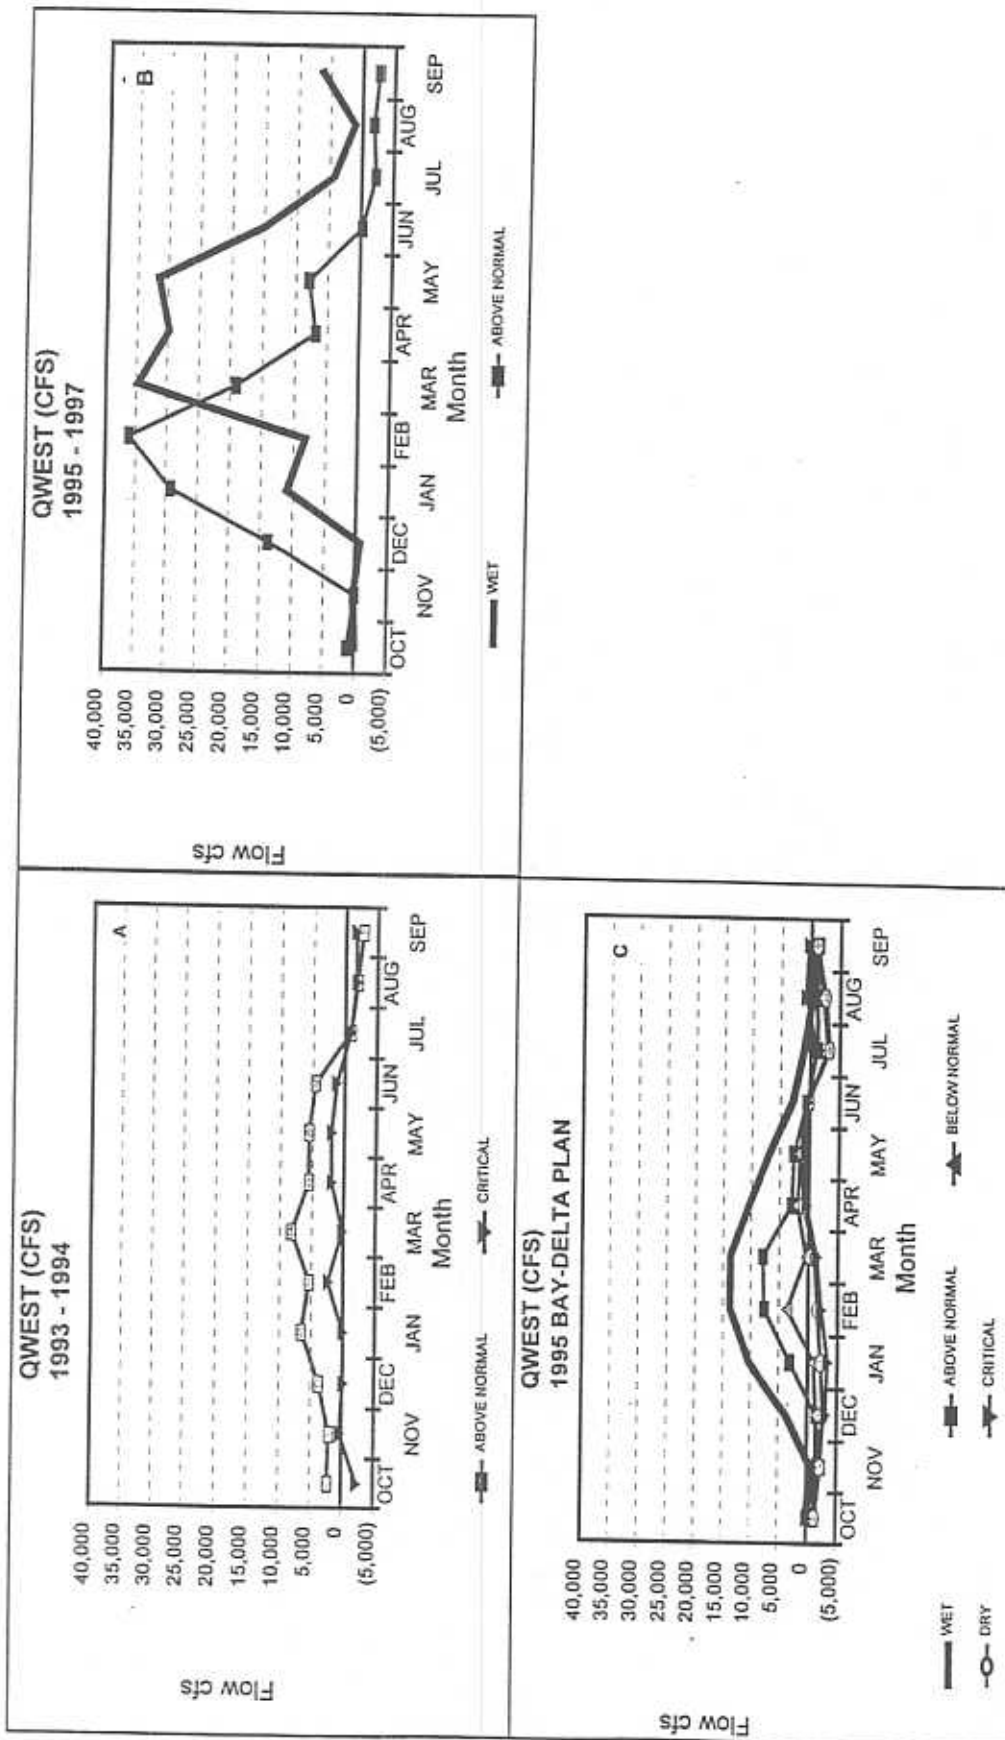 QWEST (CFS)
1993 - 1994
A
Flow cfs
40,000
35,000
30,000
25,000
20,000
15,000
10,000
5,000
0
(5,000)
OCT NOV DEC JAN FEB MAR APR MAY JUN JUL AUG SEP
Month
ABOVE NORMAL CRITICAL
QWEST (CFS)
1995 - 1997
B
Flow cfs
40,000
35,000
30,000
25,000
20,000
15,000
10,000
5,000
0
(5,000)
OCT NOV DEC JAN FEB MAR APR MAY JUN JUL AUG SEP
Month
WET ABOVE NORMAL
QWEST (CFS)
1995 BAY-DELTA PLAN
C
Flow cfs
40,000
35,000
30,000
25,000
20,000
15,000
10,000
5,000
0
(5,000)
OCT NOV DEC JAN FEB MAR APR MAY JUN JUL AUG SEP
Month
WET ABOVE NORMAL BELOW NORMAL
DRY CRITICAL